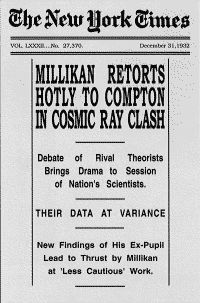 The New York Times
VOL. LXXXII...No. 27,370.    December 31, 1932
MILLIKAN RETORTS
HOTLY TO COMPTON
IN COSMIC RAY CLASH
Debate of Rival Theorists
Brings Drama to Session
of Nation's Scientists.
THEIR DATA AT VARIANCE
New Findings of His Ex-Pupil
Lead to Thrust by Millikan
at 'Less Cautious' Work.